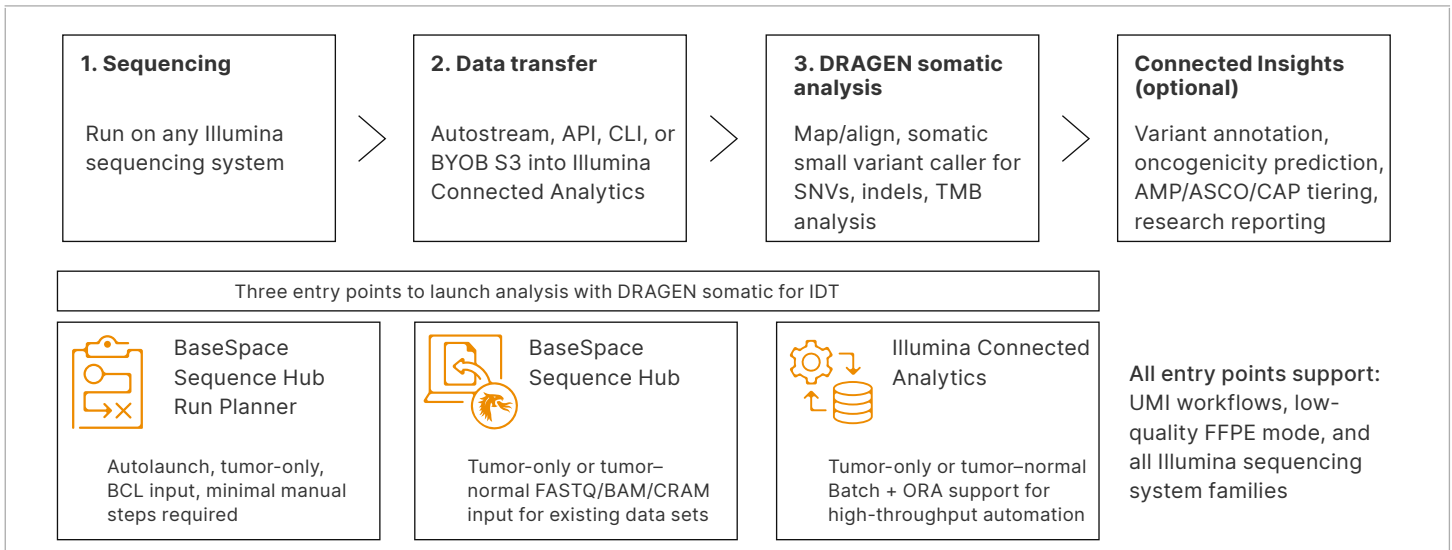 1. Sequencing
Run on any Illumina
sequencing system
2. Data transfer
Autostream, API, CLI, or
BYOB S3 into Illumina
Connected Analytics
3. DRAGEN somatic
analysis
Map/align, somatic
small variant caller for
SNVs, indels, TMB
analysis
Connected Insights
(optional)
Variant annotation,
oncogenicity prediction,
AMP/ASCO/CAP tiering,
research reporting
Three entry points to launch analysis with DRAGEN somatic for IDT
BaseSpace
Sequence Hub
Run Planner
Autolaunch, tumor-only,
BCL input, minimal manual
steps required
BaseSpace
Sequence Hub
Tumor-only or tumor–
normal FASTQ/BAM/CRAM
input for existing data sets
Illumina Connected
Analytics
Tumor-only or tumor–normal
Batch + ORA support for
high-throughput automation
All entry points support:
UMI workflows, low-
quality FFPE mode, and
all Illumina sequencing
system families